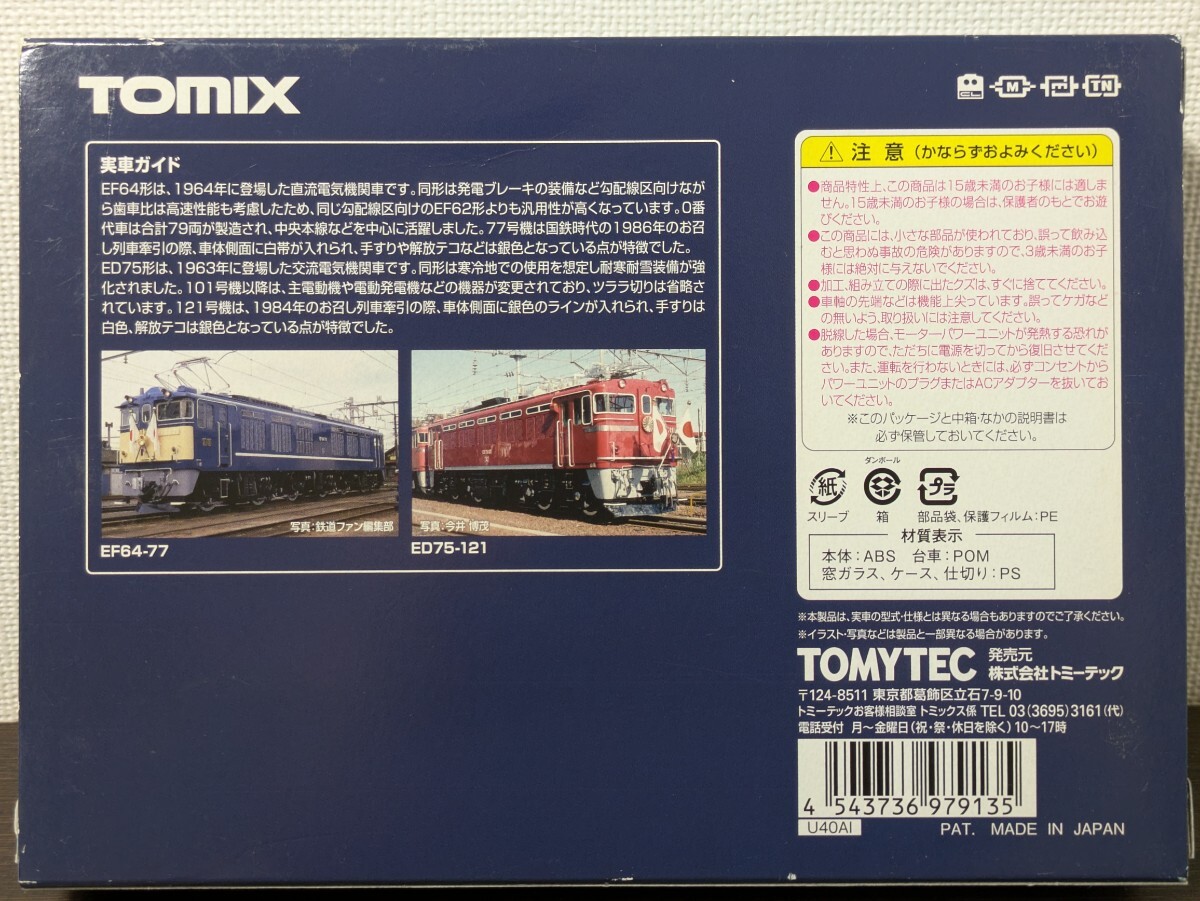 TOMIX
CL M TN
実車ガイド
EF64形は、1964年に登場した直流電気機関車です。同形は発電ブレーキの装備など勾配線区向けなが
ら歯車比は高速性能も考慮したため、同じ勾配線区向けのEF62形よりも汎用性が高くなっています。0番
代車は合計79両が製造され、中央本線などを中心に活躍しました。77号機は国鉄時代の1986年のお召
し列車牽引の際、車体側面に白帯が入れられ、手すりや解放テコなどは銀色となっている点が特徴でした。
ED75形は、1963年に登場した交流電気機関車です。同形は寒冷地での使用を想定し耐寒耐雪装備が強
化されました。101号機以降は、主電動機や電動発電機などの機器が変更されており、ツララ切りは省略さ
れています。121号機は、1984年のお召し列車牽引の際、車体側面に銀色のラインが入れられ、手すりは
白色、解放テコは銀色となっている点が特徴でした。
写真:鉄道ファン編集部
EF64-77
写真:今井 博茂
ED75-121
⚠ 注 意 (かならずおよみください)
●商品特性上、この商品は15歳未満のお子様には適しま
せん。15歳未満のお子様の場合は、保護者のもとでお遊
びください。
●この商品には、小さな部品が使われており、誤って飲み込
むと思わぬ事故の危険がありますので、3歳未満のお子
様には絶対に与えないでください。
●加工、組み立ての際に出たクズは、すぐに捨ててください。
●車軸の先端などは機能上尖っています。誤ってケガなど
の無いよう、取り扱いには注意してください。
●脱線した場合、モーターパワーユニットが発熱する恐れが
ありますので、ただちに電源を切ってから復旧させてくだ
さい。また、運転を行わないときには、必ずコンセントから
パワーユニットのプラグまたはACアダプターを抜いてお
いてください。
※このパッケージと中箱・なかの説明書は
必ず保管しておいてください。
紙
スリーブ
ダンボール
箱
プラ
部品袋、保護フィルム:PE
材質表示
本体:ABS 台車:POM
窓ガラス、ケース、仕切り:PS
※本製品は、実車の型式・仕様とは異なる場合もありますのでご了承ください。
※イラスト・写真などは製品と一部異なる場合があります。
TOMYTEC 発売元
株式会社トミーテック
〒124-8511 東京都葛飾区立石7-9-10
トミーテックお客様相談室 トミックス係 TEL 03(3695)3161(代)
電話受付 月〜金曜日(祝・祭・休日を除く)10〜17時
4 543736 979135
U40AI
PAT. MADE IN JAPAN